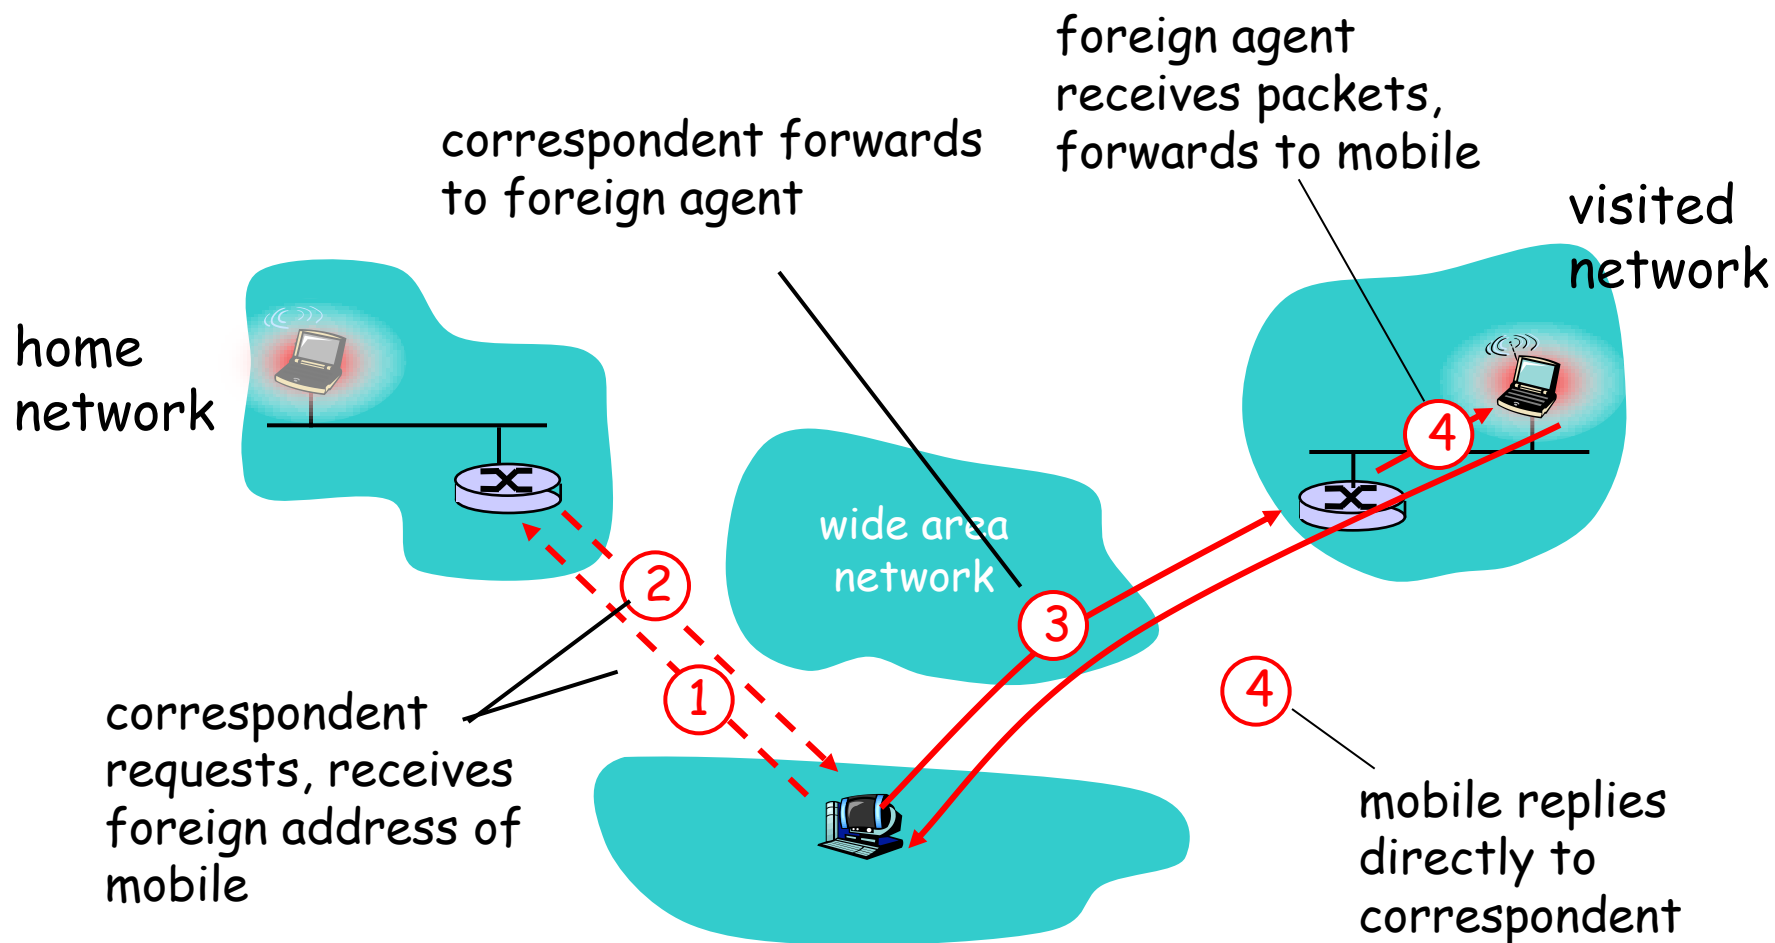 foreign agent
receives packets,
forwards to mobile
correspondent forwards
to foreign agent
visited
network
home
network
4
wide area
network
2
3
1
4
correspondent
requests, receives
foreign address of
mobile
mobile replies
directly to
correspondent